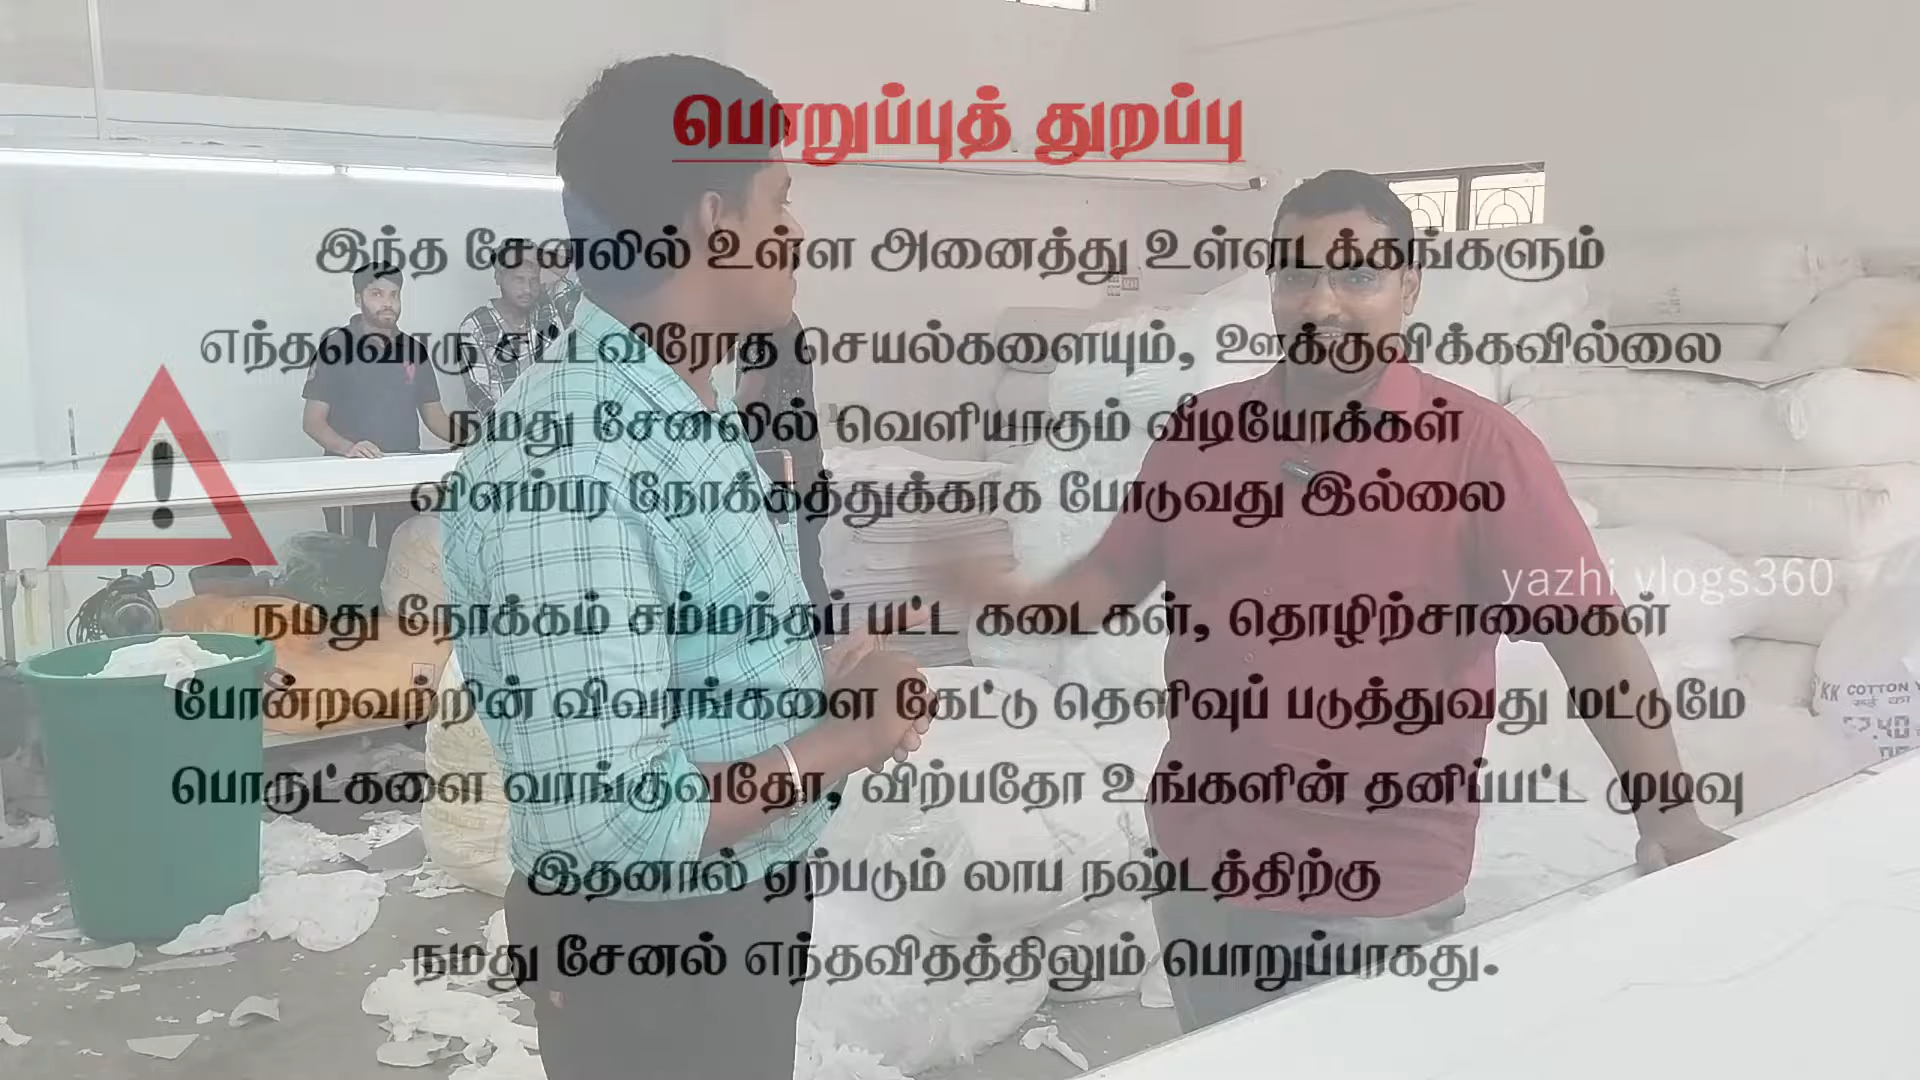 பொறுப்புத் துறப்பு
இந்த சேனலில் உள்ள அனைத்து உள்ளடக்கங்களும்
எந்தவொரு சட்டவிரோத செயல்களையும், ஊக்குவிக்கவில்லை
நமது சேனலில் வெளியாகும் வீடியோக்கள்
விளம்பர நோக்கத்துக்காக போடுவது இல்லை
yazhi vlogs360
நமது நோக்கம் சம்மந்தப் பட்ட கடைகள், தொழிற்சாலைகள்
போன்றவற்றின் விவரங்களை கேட்டு தெளிவுப் படுத்துவது மட்டுமே
KK COTTON
रुई का
பொருட்களை வாங்குவதோ, விற்பதோ உங்களின் தனிப்பட்ட முடிவு
இதனால் ஏற்படும் லாப நஷ்டத்திற்கு
நமது சேனல் எந்தவிதத்திலும் பொறுப்பாகது.